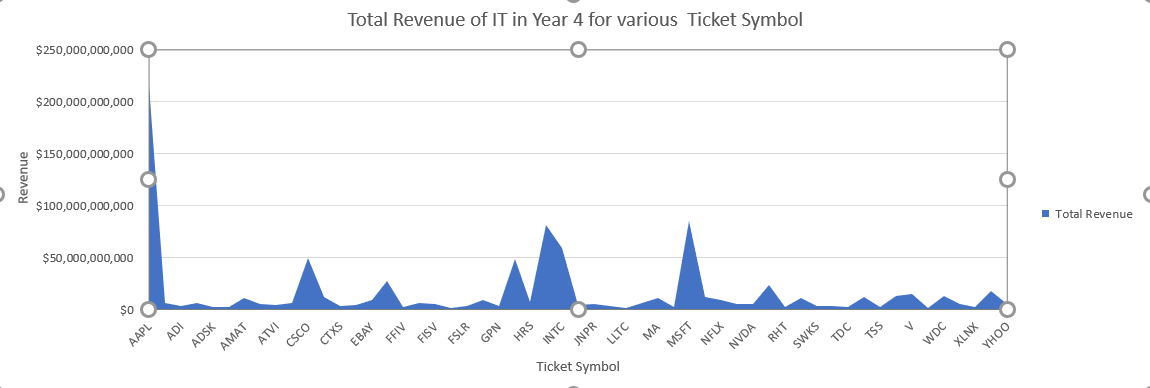 Total Revenue of IT in Year 4 for various  Ticket Symbol
$250,000,000,000
$200,000,000,000
$150,000,000,000
$100,000,000,000
$50,000,000,000
$0
Revenue
AAPL
ADI
ADSK
AMAT
ATVI
CSCO
CTXS
EBAY
FFIV
FISV
FSLR
GPN
HRS
INTC
JNPR
LLTC
MA
MSFT
NFLX
NVDA
RHT
SWKS
TDC
TSS
V
WDC
XLNX
YHOO
Ticket Symbol
Total Revenue